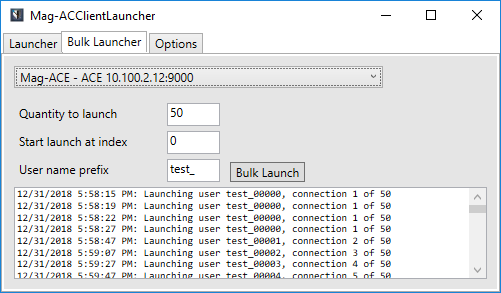 Mag-ACClientLauncher
Launcher Bulk Launcher Options
Mag-ACE - ACE 10.100.2.12:9000
Quantity to launch 50
Start launch at index 0
User name prefix test_ Bulk Launch
12/31/2018 5:58:15 PM: Launching user test_00000, connection 1 of 50
12/31/2018 5:58:19 PM: Launching user test_00000, connection 1 of 50
12/31/2018 5:58:22 PM: Launching user test_00000, connection 1 of 50
12/31/2018 5:58:27 PM: Launching user test_00000, connection 1 of 50
12/31/2018 5:58:47 PM: Launching user test_00001, connection 2 of 50
12/31/2018 5:59:07 PM: Launching user test_00002, connection 3 of 50
12/31/2018 5:59:27 PM: Launching user test_00003, connection 4 of 50
12/31/2018 5:59:47 PM: Launching user test_00004, connection 5 of 50